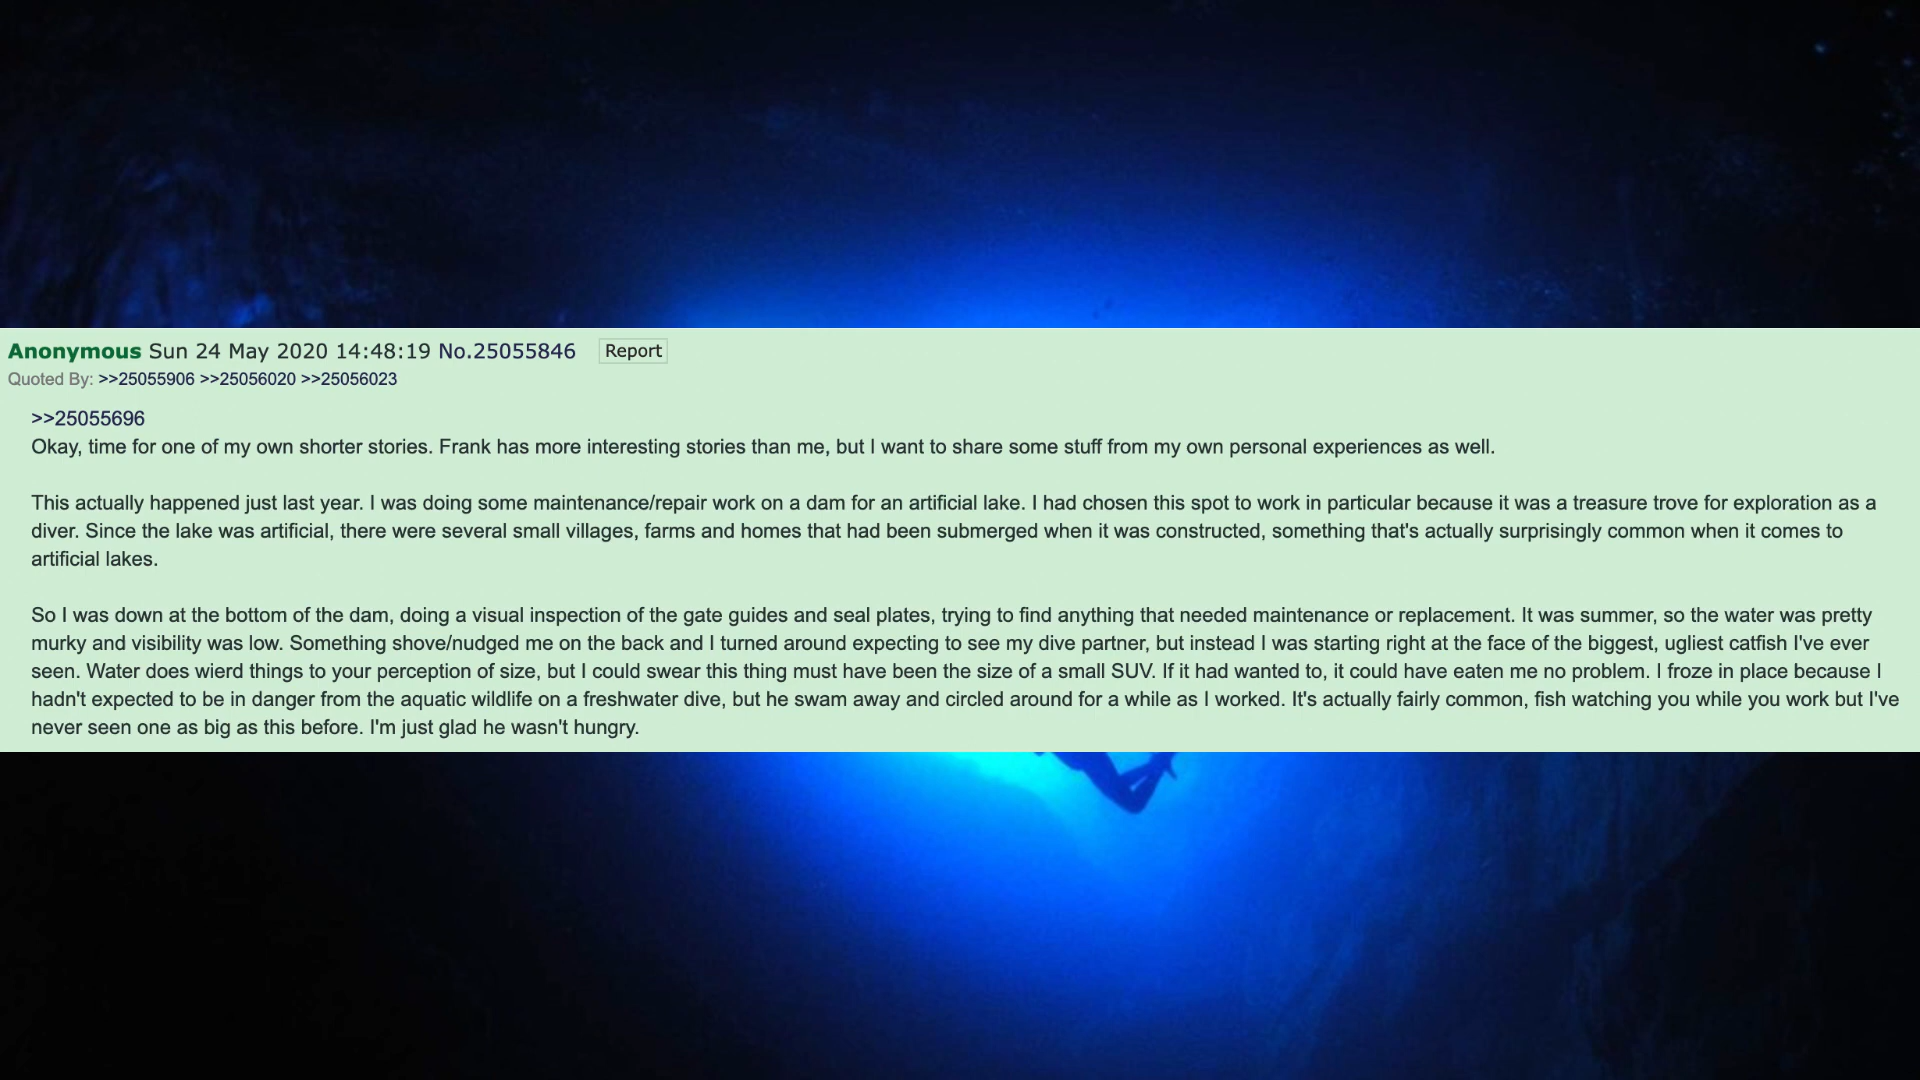 Anonymous Sun 24 May 2020 14:48:19 No.25055846 Report
Quoted By: >>25055906 >>25056020 >>25056023
>>25055696
Okay, time for one of my own shorter stories. Frank has more interesting stories than me, but I want to share some stuff from my own personal experiences as well.
This actually happened just last year. I was doing some maintenance/repair work on a dam for an artificial lake. I had chosen this spot to work in particular because it was a treasure trove for exploration as a
diver. Since the lake was artificial, there were several small villages, farms and homes that had been submerged when it was constructed, something that's actually surprisingly common when it comes to
artificial lakes.
So I was down at the bottom of the dam, doing a visual inspection of the gate guides and seal plates, trying to find anything that needed maintenance or replacement. It was summer, so the water was pretty
murky and visibility was low. Something shove/nudged me on the back and I turned around expecting to see my dive partner, but instead I was starting right at the face of the biggest, ugliest catfish I've ever
seen. Water does wierd things to your perception of size, but I could swear this thing must have been the size of a small SUV. If it had wanted to, it could have eaten me no problem. I froze in place because I
hadn't expected to be in danger from the aquatic wildlife on a freshwater dive, but he swam away and circled around for a while as I worked. It's actually fairly common, fish watching you while you work but I've
never seen one as big as this before. I'm just glad he wasn't hungry.